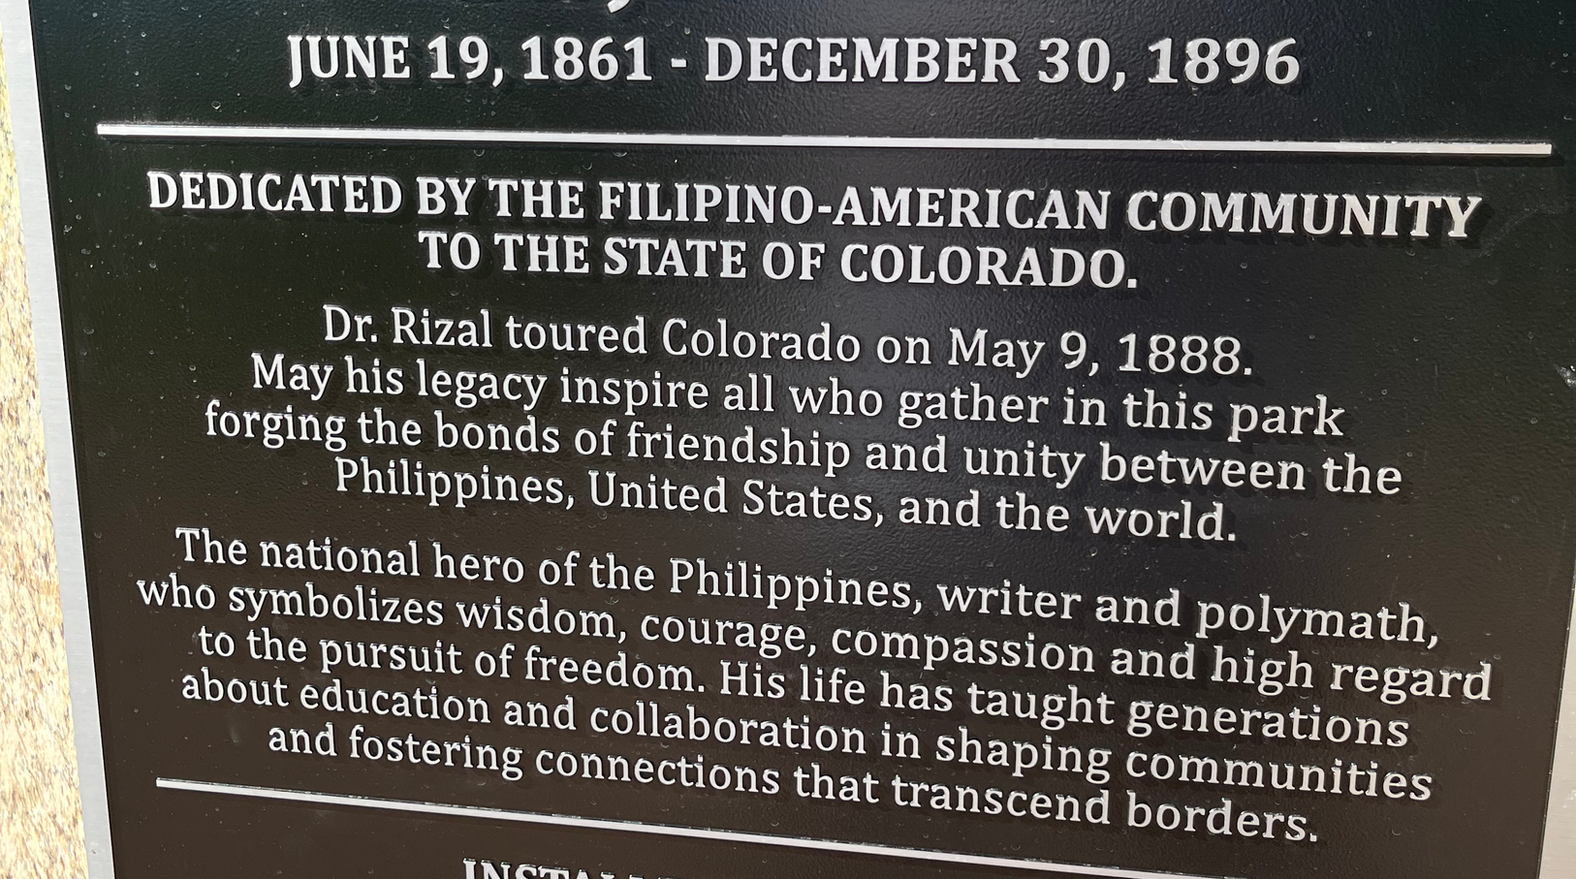 JUNE 19, 1861 - DECEMBER 30, 1896
DEDICATED BY THE FILIPINO-AMERICAN COMMUNITY
TO THE STATE OF COLORADO.
Dr. Rizal toured Colorado on May 9, 1888.
May his legacy inspire all who gather in this park
forging the bonds of friendship and unity between the
Philippines, United States, and the world.
The national hero of the Philippines, writer and polymath,
who symbolizes wisdom, courage, compassion and high regard
to the pursuit of freedom. His life has taught generations
about education and collaboration in shaping communities
and fostering connections that transcend borders.